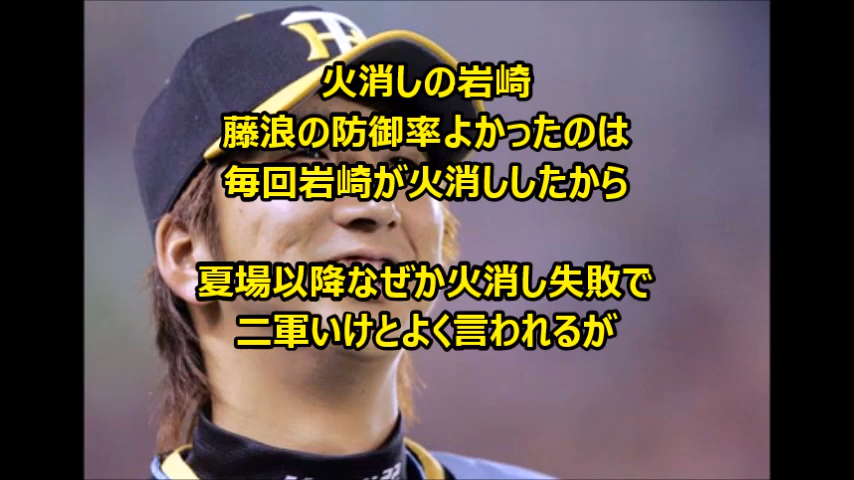 火消しの岩崎
藤浪の防御率よかったのは
毎回岩崎が火消ししたから
夏場以降なぜか火消し失敗で
二軍いけとよく言われるが